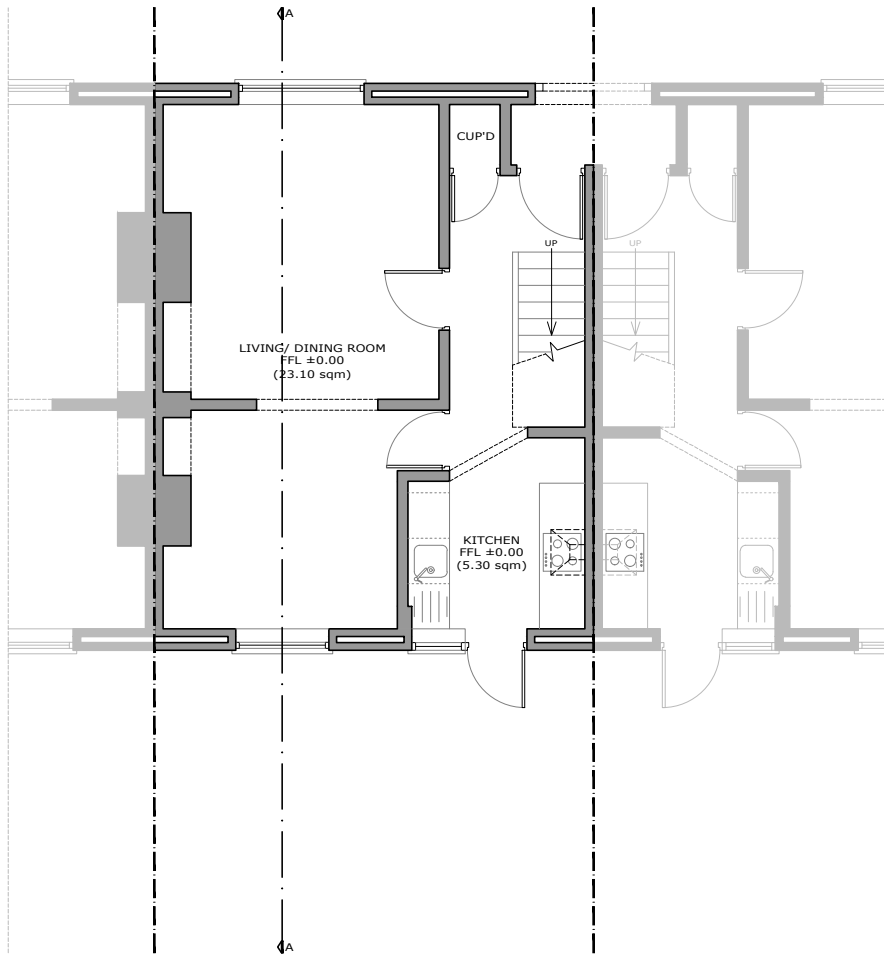 A
CUP'D
UP
UP
LIVING/ DINING ROOM
FFL ±0.00
(23.10 sqm)
KITCHEN
FFL ±0.00
(5.30 sqm)
A